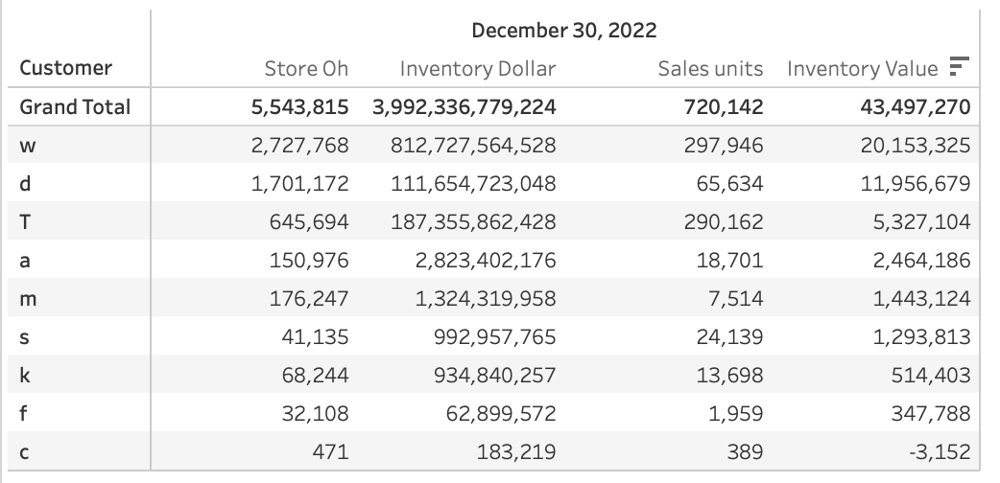 December 30, 2022
Customer Store Oh Inventory Dollar Sales units Inventory Value
Grand Total 5,543,815 3,992,336,779,224 720,142 43,497,270
w 2,727,768 812,727,564,528 297,946 20,153,325
d 1,701,172 111,654,723,048 65,634 11,956,679
T 645,694 187,355,862,428 290,162 5,327,104
a 150,976 2,823,402,176 18,701 2,464,186
m 176,247 1,324,319,958 7,514 1,443,124
s 41,135 992,957,765 24,139 1,293,813
k 68,244 934,840,257 13,698 514,403
f 32,108 62,899,572 1,959 347,788
c 471 183,219 389 -3,152